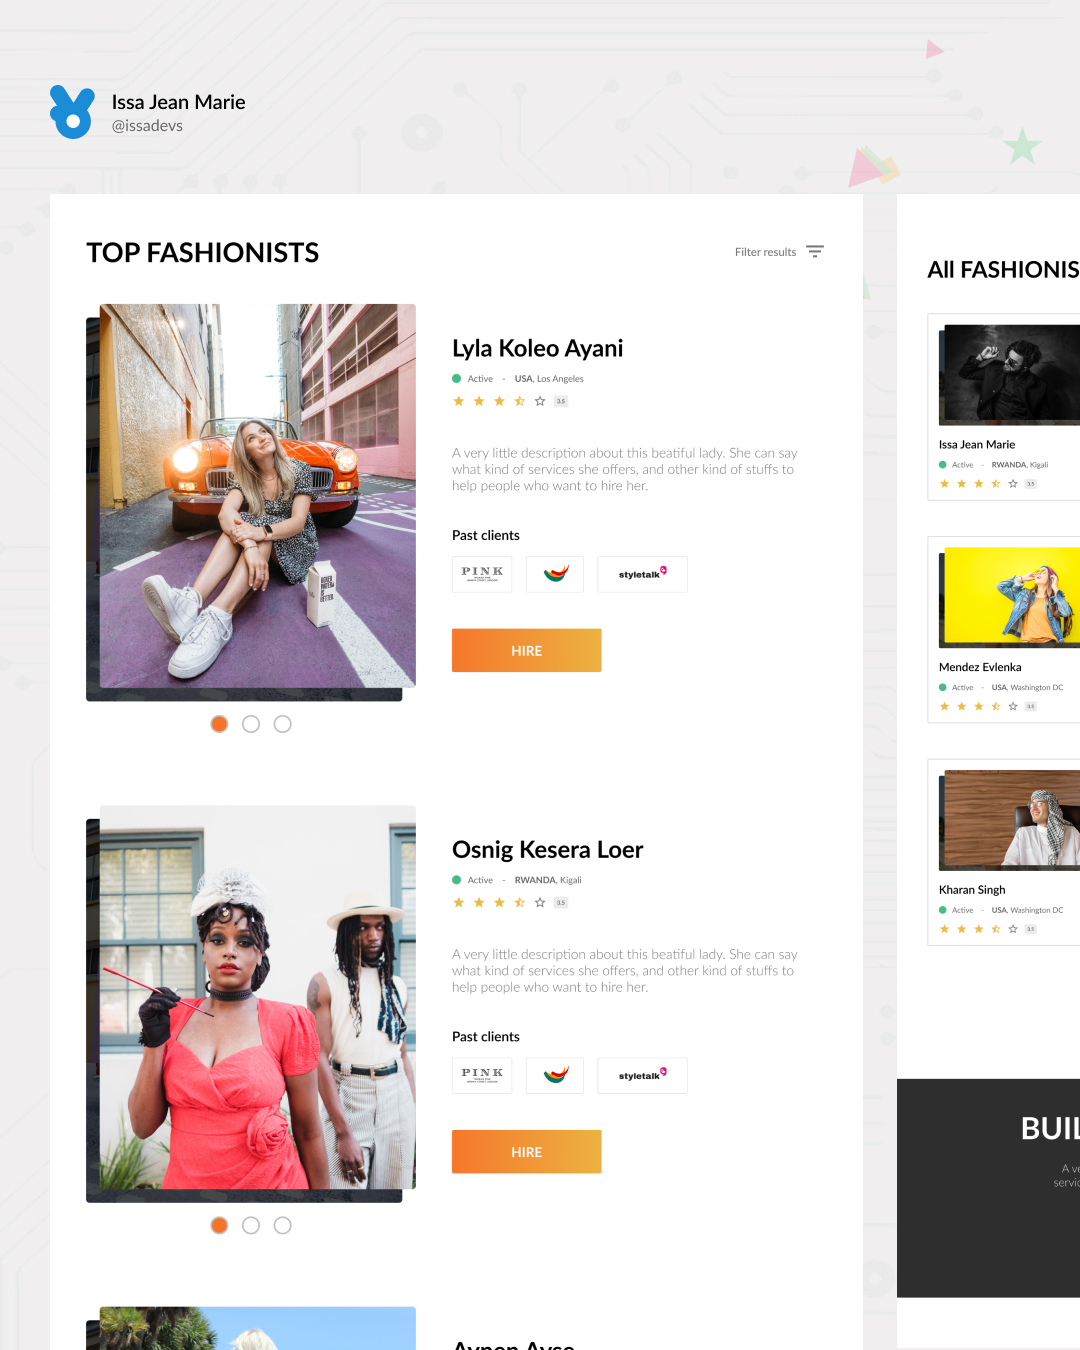 Issa Jean Marie
@issadevs
TOP FASHIONISTS
Filter results
Lyla Koleo Ayani
Active - USA, Los Angeles
3.5
A very little description about this beatiful lady. She can say
what kind of services she offers, and other kind of stuffs to
help people who want to hire her.
Past clients
PINK
styletalk
HIRE
Osnig Kesera Loer
Active - RWANDA, Kigali
3.5
A very little description about this beatiful lady. She can say
what kind of services she offers, and other kind of stuffs to
help people who want to hire her.
Past clients
PINK
styletalk
HIRE
All FASHIONIS
Issa Jean Marie
Active - RWANDA, Kigali
3.5
Mendez Evlenka
Active - USA, Washington DC
3.5
Kharan Singh
Active - USA, Washington DC
3.5
BUIL
A ve
servic